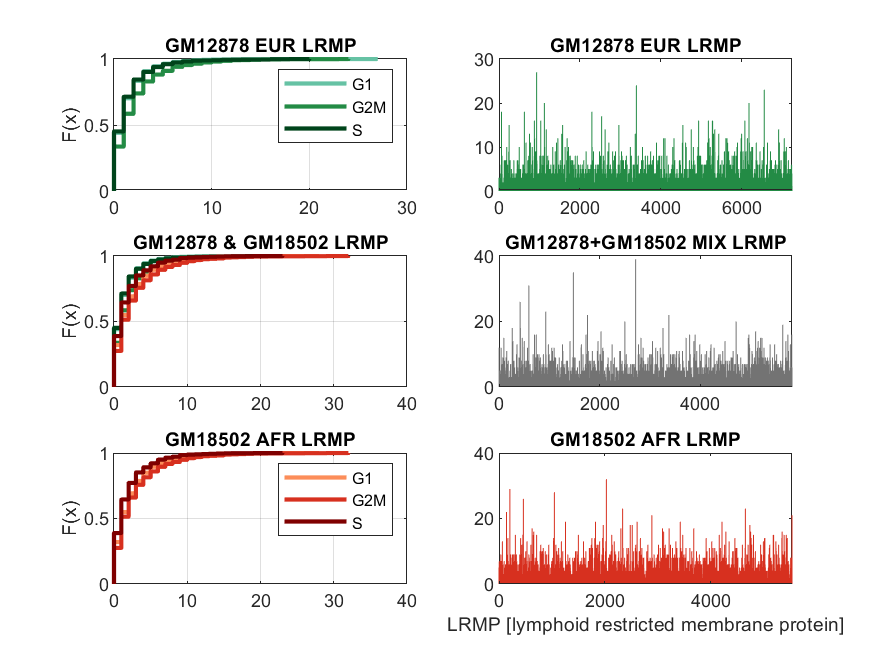 GM12878 EUR LRMP
1
0.5
0
F(x)
0 10 20 30
G1
G2M
S
GM12878 EUR LRMP
30
20
10
0
0 2000 4000 6000
GM12878 & GM18502 LRMP
1
0.5
0
F(x)
0 10 20 30 40
GM12878+GM18502 MIX LRMP
40
20
0
0 2000 4000
GM18502 AFR LRMP
1
0.5
0
F(x)
0 10 20 30 40
G1
G2M
S
GM18502 AFR LRMP
40
20
0
0 2000 4000
LRMP [lymphoid restricted membrane protein]